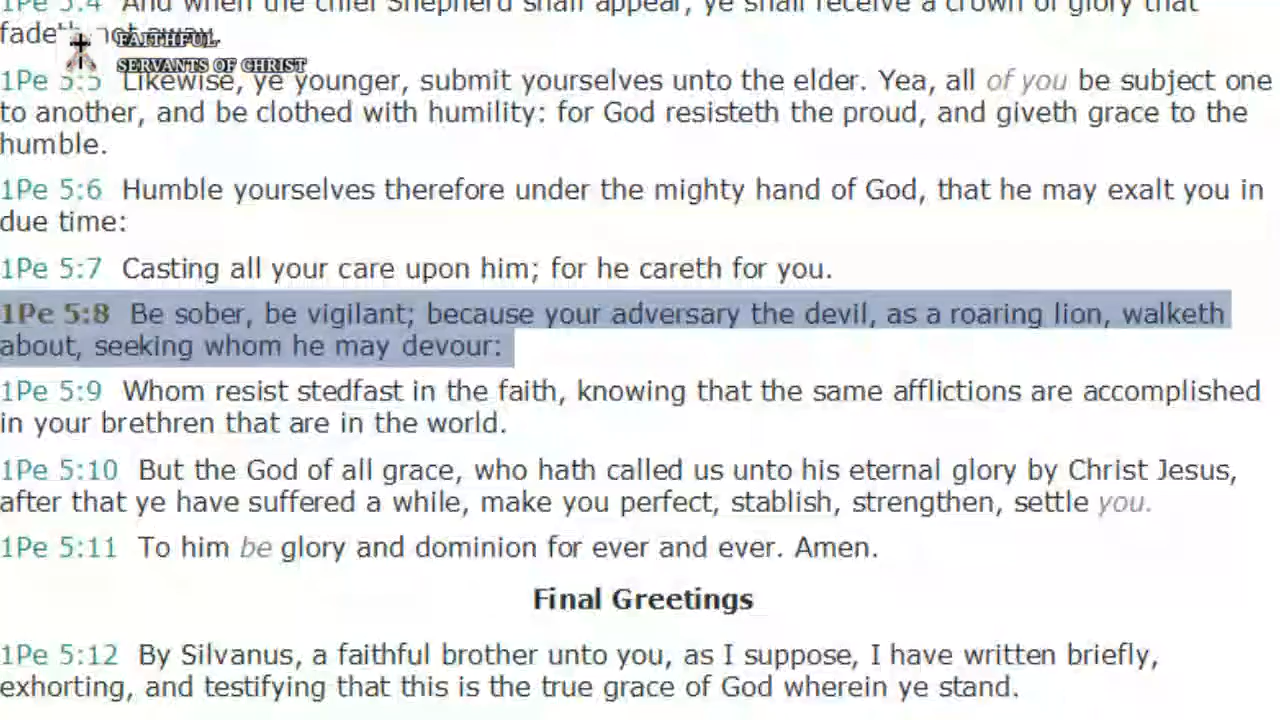 1Pe 5:4 And when the chief Shepherd shall appear, ye shall receive a crown of glory that
fadeth not away.
FAITHFUL
SERVANTS OF CHRIST
1Pe 5:5 Likewise, ye younger, submit yourselves unto the elder. Yea, all of you be subject one
to another, and be clothed with humility: for God resisteth the proud, and giveth grace to the
humble.
1Pe 5:6 Humble yourselves therefore under the mighty hand of God, that he may exalt you in
due time:
1Pe 5:7 Casting all your care upon him; for he careth for you.
1Pe 5:8 Be sober, be vigilant; because your adversary the devil, as a roaring lion, walketh
about, seeking whom he may devour:
1Pe 5:9 Whom resist stedfast in the faith, knowing that the same afflictions are accomplished
in your brethren that are in the world.
1Pe 5:10 But the God of all grace, who hath called us unto his eternal glory by Christ Jesus,
after that ye have suffered a while, make you perfect, stablish, strengthen, settle you.
1Pe 5:11 To him be glory and dominion for ever and ever. Amen.
Final Greetings
1Pe 5:12 By Silvanus, a faithful brother unto you, as I suppose, I have written briefly,
exhorting, and testifying that this is the true grace of God wherein ye stand.